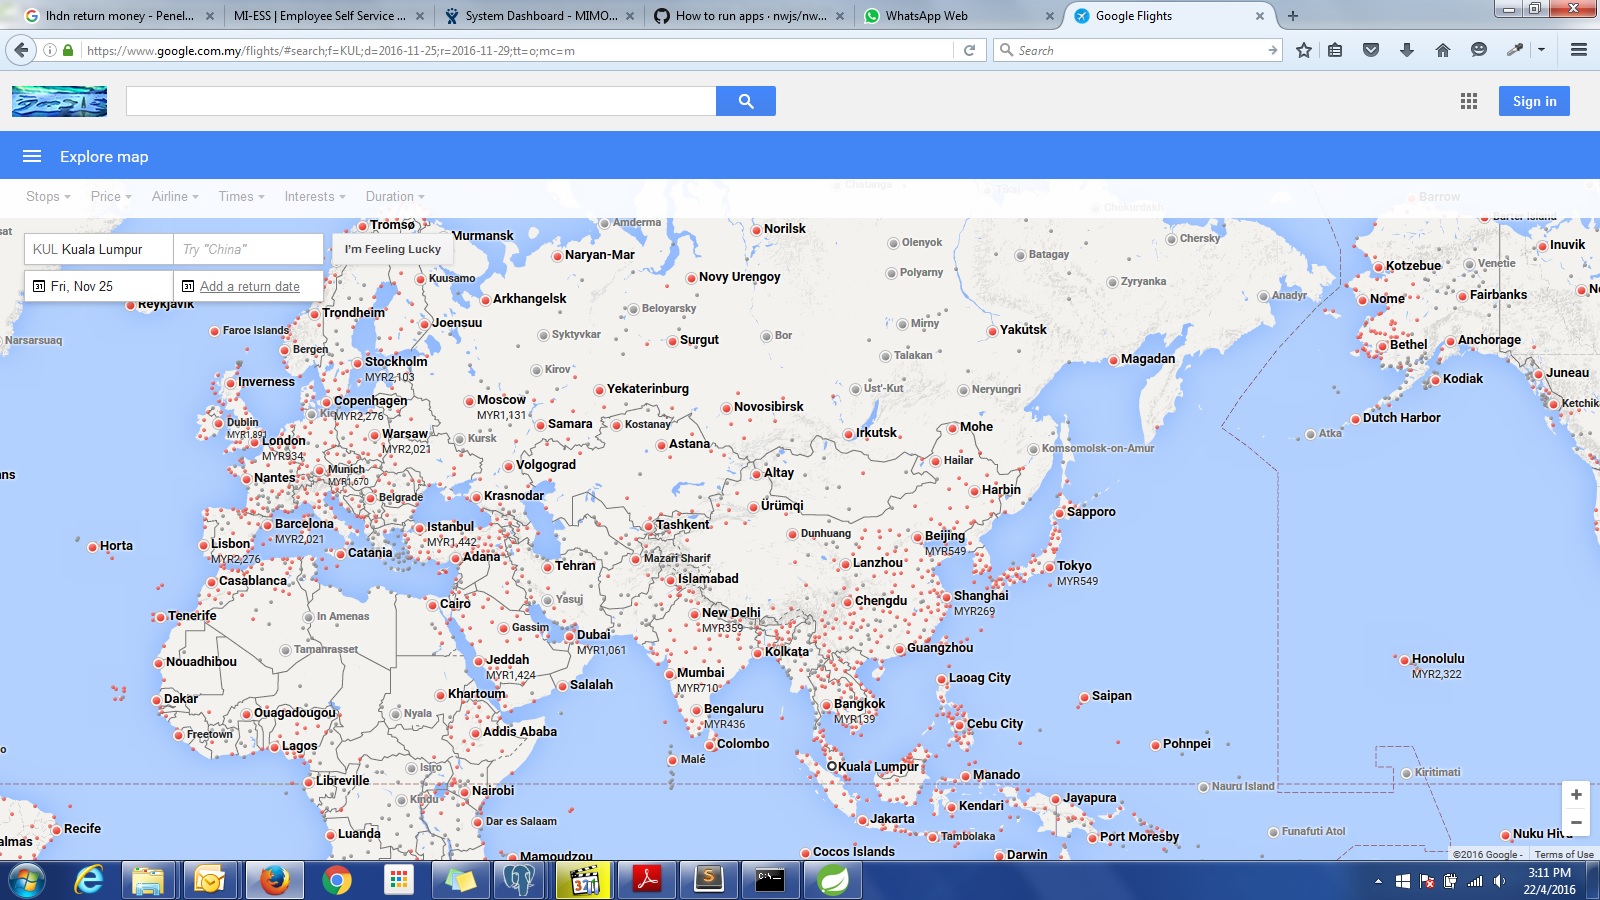 lhdn return money - Penel...
MI-ESS | Employee Self Service ...
System Dashboard - MIMO...
How to run apps · nwjs/nw...
WhatsApp Web
Google Flights
https://www.google.com.my/flights/#search;f=KUL;d=2016-11-25;r=2016-11-29;tt=o;mc=m
Search
Sign in
Explore map
Stops
Price
Airline
Times
Interests
Duration
KUL Kuala Lumpur
Try "China"
I'm Feeling Lucky
Fri, Nov 25
Add a return date
Chokurdakh
Barrow
Tromsø
Amderma
Norilsk
Murmansk
Olenyok
Chersky
Inuvik
Naryan-Mar
Batagay
Kotzebue
Venetie
Kuusamo
Novy Urengoy
Polyarny
Zyryanka
Anadyr
Nome
Fairbanks
Reykjavik
Arkhangelsk
Beloyarsky
Trondheim
Joensuu
Mirny
Yakutsk
Faroe Islands
Syktyvkar
Bor
Surgut
Narsarsuaq
Bergen
Talakan
Magadan
Bethel
Anchorage
Stockholm
MYR2,103
Kirov
Inverness
Yekaterinburg
Ust'-Kut
Neryungri
Kodiak
Juneau
Copenhagen
MYR2,276
Moscow
MYR1,131
Novosibirsk
Ketchik
Dublin
MYR1,891
Samara
Kostanay
Irkutsk
Mohe
Dutch Harbor
Atka
London
MYR934
Warsaw
MYR2,021
Kursk
Astana
Komsomolsk-on-Amur
Munich
MYR1,670
Volgograd
Hailar
Nantes
Altay
Belgrade
Krasnodar
Harbin
Ürümqi
Sapporo
Barcelona
MYR2,021
Istanbul
MYR1,442
Tashkent
Dunhuang
Beijing
MYR549
Horta
Lisbon
MYR2,276
Catania
Adana
Mazari Sharif
Tehran
Lanzhou
Tokyo
MYR549
Casablanca
Islamabad
Cairo
Yasuj
Chengdu
Shanghai
MYR269
Tenerife
In Amenas
New Delhi
MYR359
Gassim
Dubai
MYR1,061
Tamanrasset
Kolkata
Guangzhou
Nouadhibou
Jeddah
MYR1,424
Mumbai
MYR710
Honolulu
MYR2,322
Salalah
Laoag City
Dakar
Khartoum
Saipan
Ouagadougou
Nyala
Bengaluru
MYR436
Bangkok
MYR139
Freetown
Addis Ababa
Cebu City
Lagos
Colombo
Pohnpei
Malé
Isiro
Kuala Lumpur
Manado
Kiritimati
Libreville
Nairobi
Nauru Island
Kindu
Kendari
Jayapura
Dar es Salaam
Jakarta
Recife
Luanda
Tambolaka
Port Moresby
Funafuti Atol
Nuku Hiva
almas
Mamoudzou
Cocos Islands
Darwin
©2016 Google -
Terms of Use
3:11 PM
22/4/2016